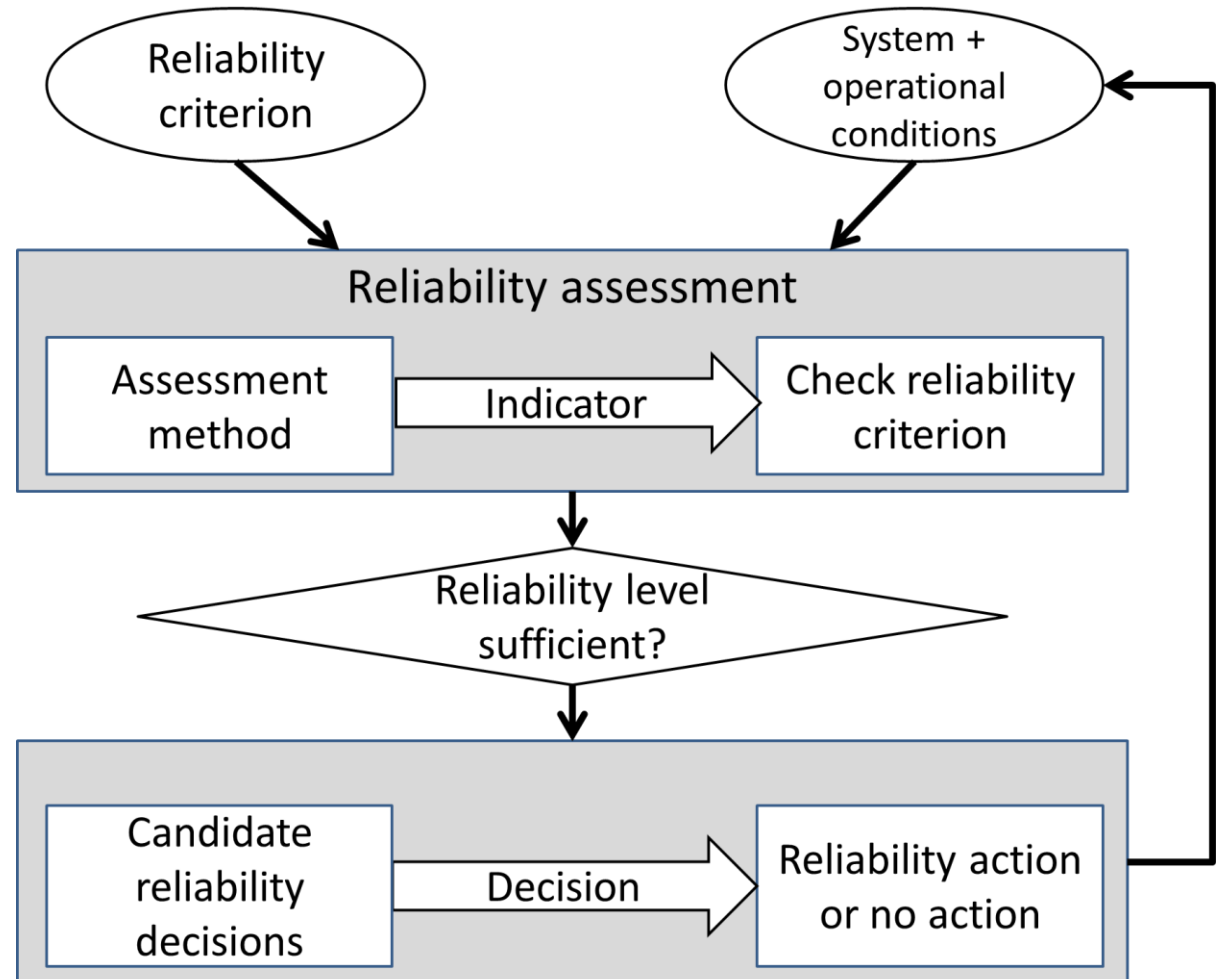 Reliability
criterion
System +
operational
conditions
Reliability assessment
Assessment
method
Indicator
Check reliability
criterion
Reliability level
sufficient?
Candidate
reliability
decisions
Decision
Reliability action
or no action